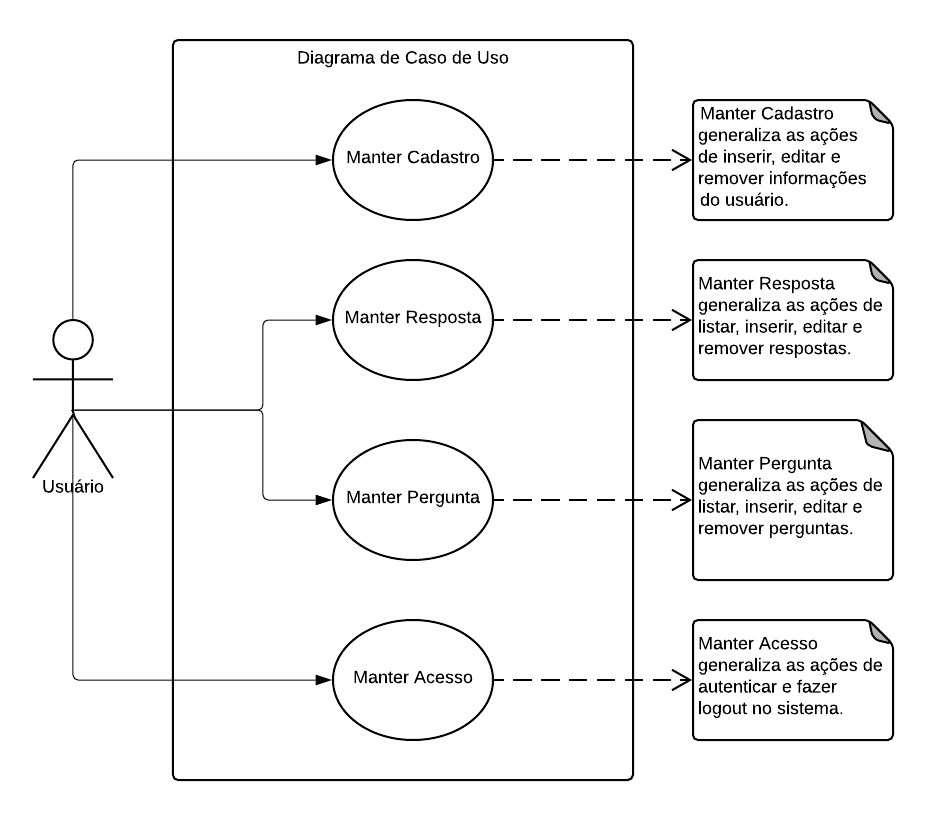 Diagrama de Caso de Uso
Manter Cadastro
Manter Cadastro
generaliza as ações
de inserir, editar e
remover informações
do usuário.
Manter Resposta
Manter Resposta
generaliza as ações de
listar, inserir, editar e
remover respostas.
Usuário
Manter Pergunta
Manter Pergunta
generaliza as ações de
listar, inserir, editar e
remover perguntas.
Manter Acesso
Manter Acesso
generaliza as ações de
autenticar e fazer
logout no sistema.